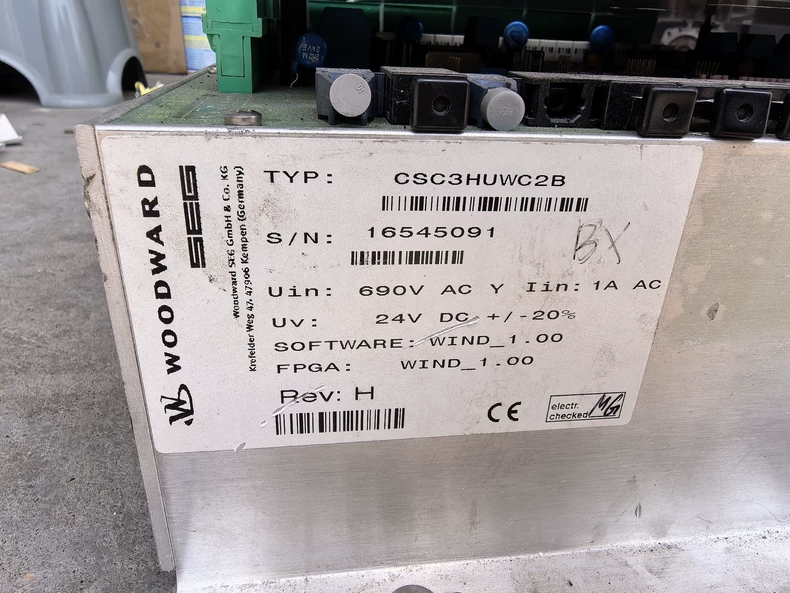 WOODWARD
SEG
Woodward SEG GmbH & Co. KG
Krefelder Weg 47, 47906 Kempen (Germany)
TYP: CSC3HUWC2B
S/N: 16545091
BX
Uin: 690V AC Y Iin: 1A AC
Uv: 24V DC +/-20%
SOFTWARE: WIND_1.00
FPGA: WIND_1.00
Rev: H
CE
electr. checked MG